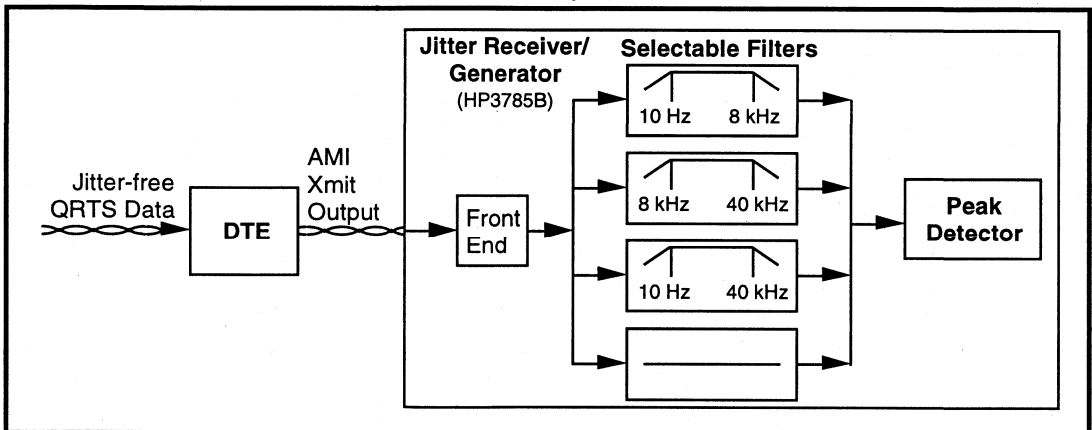 Jitter Receiver/
Generator
(HP3785B)
Selectable Filters
10 Hz 8 kHz
8 kHz 40 kHz
10 Hz 40 kHz
Jitter-free
QRTS Data
DTE
AMI
Xmit
Output
Front
End
Peak
Detector